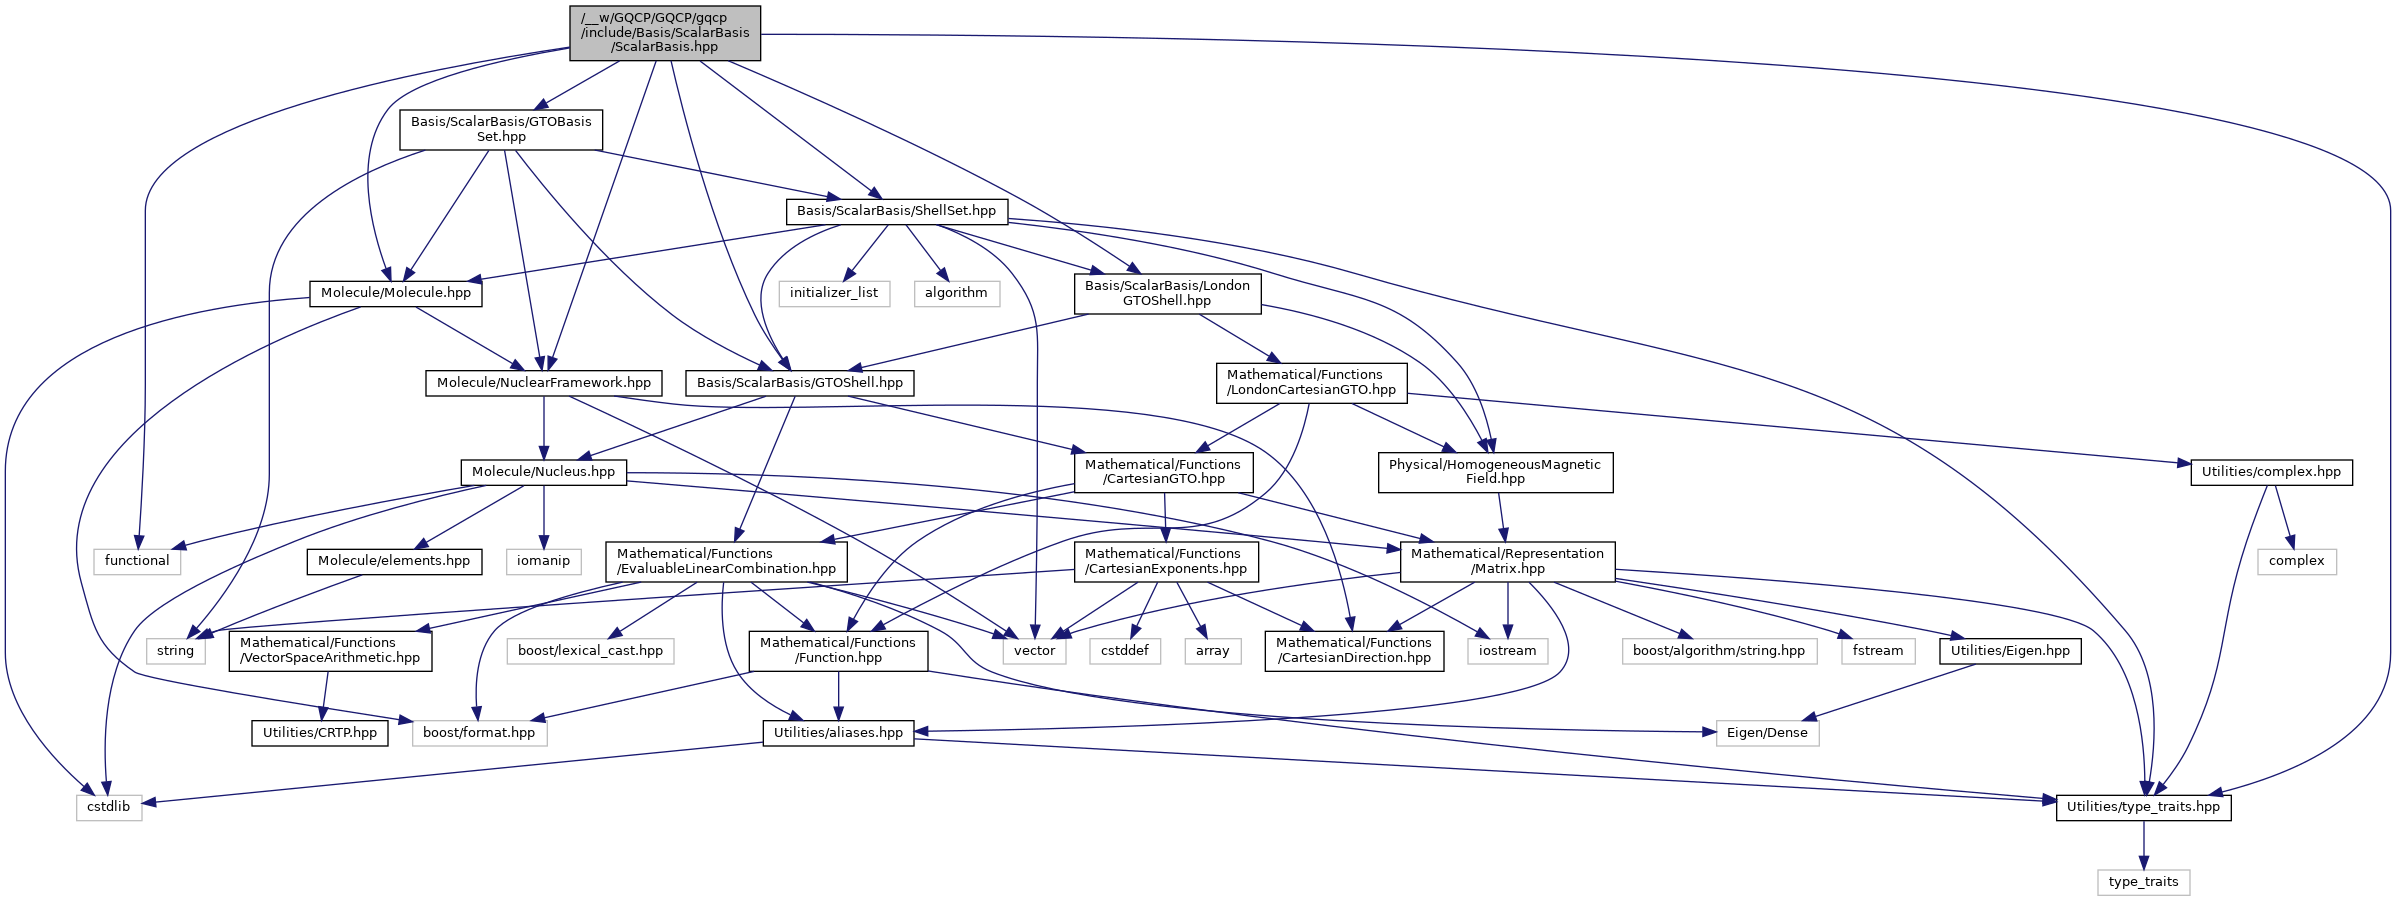 /__w/GQCP/GQCP/gqcp
/include/Basis/ScalarBasis
/ScalarBasis.hpp
Basis/ScalarBasis/GTOBasis
Set.hpp
Basis/ScalarBasis/ShellSet.hpp
Molecule/Molecule.hpp
initializer_list
algorithm
Basis/ScalarBasis/London
GTOShell.hpp
Molecule/NuclearFramework.hpp
Basis/ScalarBasis/GTOShell.hpp
Mathematical/Functions
/LondonCartesianGTO.hpp
Molecule/Nucleus.hpp
Mathematical/Functions
/CartesianGTO.hpp
Physical/HomogeneousMagnetic
Field.hpp
Utilities/complex.hpp
functional
Molecule/elements.hpp
iomanip
Mathematical/Functions
/EvaluableLinearCombination.hpp
Mathematical/Functions
/CartesianExponents.hpp
Mathematical/Representation
/Matrix.hpp
complex
string
Mathematical/Functions
/VectorSpaceArithmetic.hpp
boost/lexical_cast.hpp
Mathematical/Functions
/Function.hpp
vector
cstddef
array
Mathematical/Functions
/CartesianDirection.hpp
iostream
boost/algorithm/string.hpp
fstream
Utilities/Eigen.hpp
Utilities/CRTP.hpp
boost/format.hpp
Utilities/aliases.hpp
Eigen/Dense
cstdlib
Utilities/type_traits.hpp
type_traits